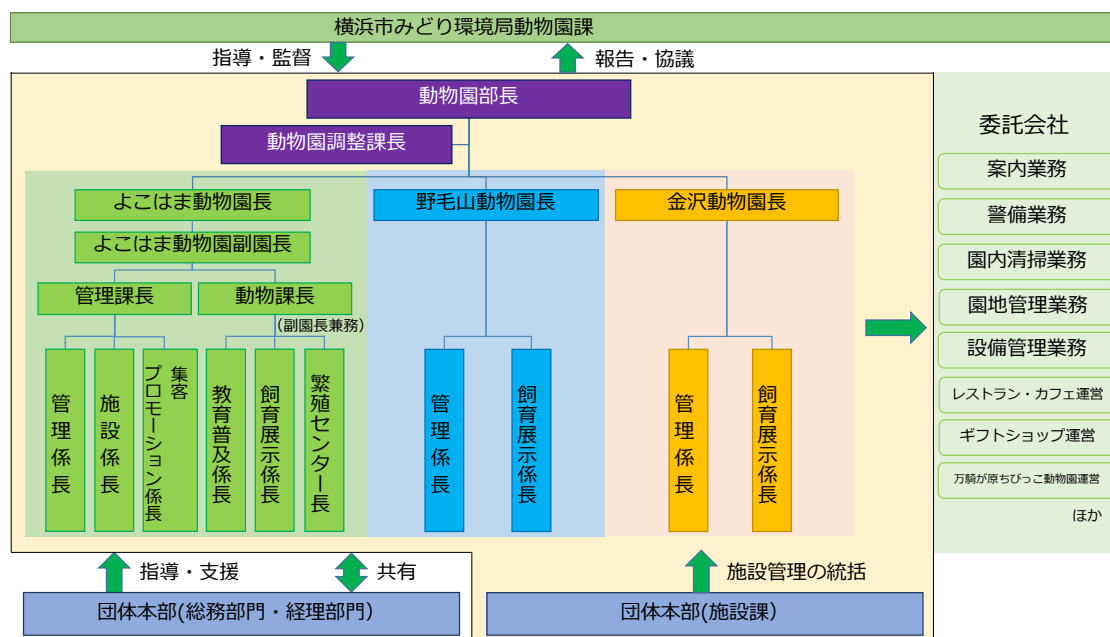 横浜市みどり環境局動物園課
指導・監督
報告・協議
動物園部長
動物園調整課長
よこはま動物園長
よこはま動物園副園長
管理課長
動物課長
(副園長兼務)
管理係長
施設係長
集客
プロモーション係長
教育普及係長
飼育展示係長
繁殖センター長
野毛山動物園長
管理係長
飼育展示係長
金沢動物園長
管理係長
飼育展示係長
委託会社
案内業務
警備業務
園内清掃業務
園地管理業務
設備管理業務
レストラン・カフェ運営
ギフトショップ運営
万騎が原ちびっこ動物園運営
ほか
指導・支援
共有
施設管理の統括
団体本部(総務部門・経理部門)
団体本部(施設課)